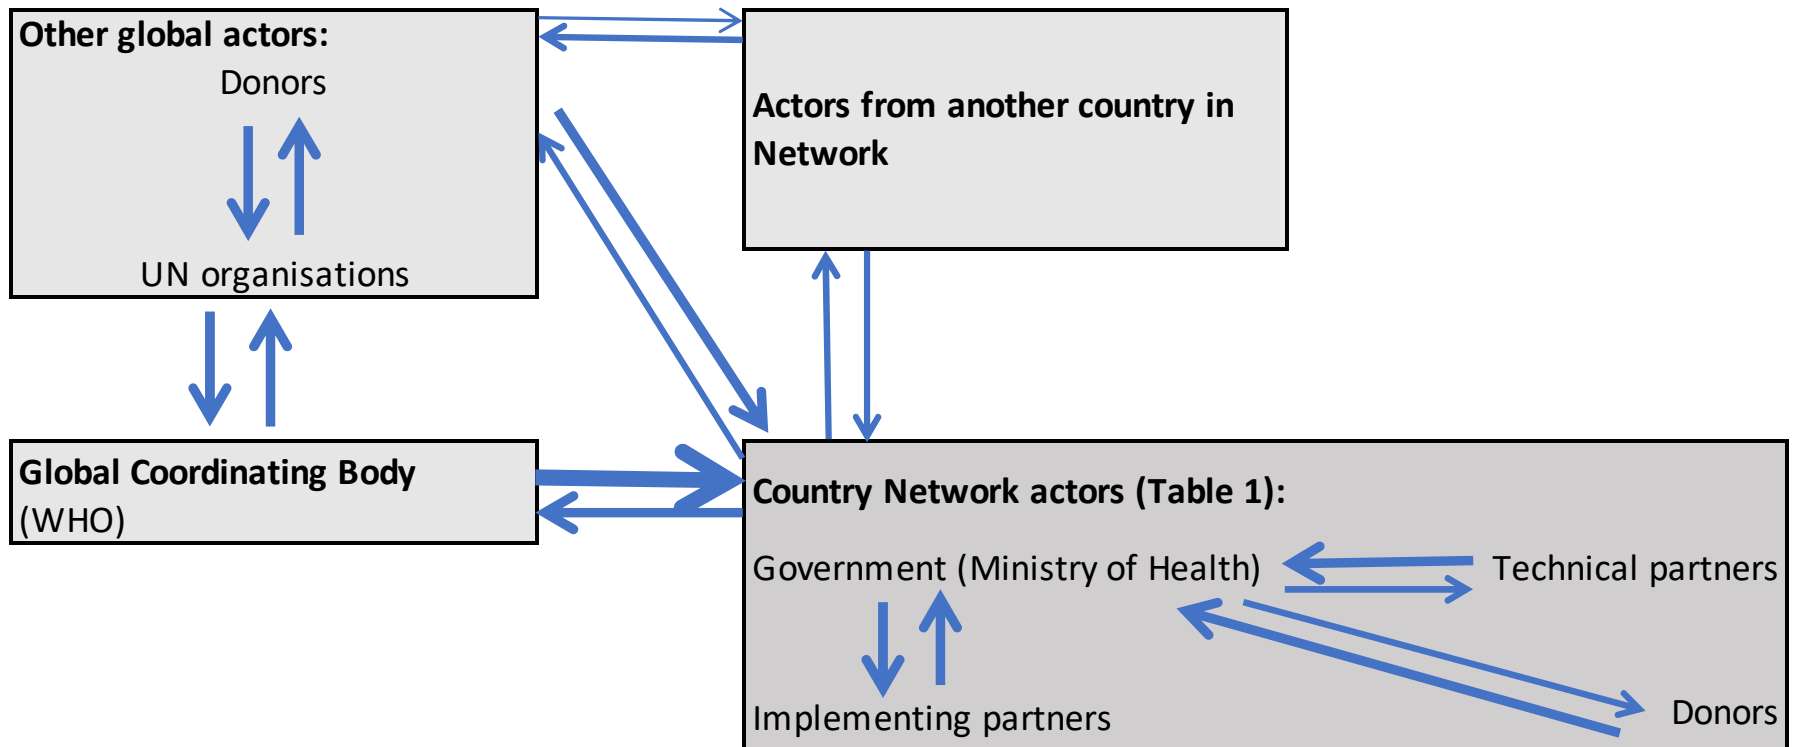 Other global actors:
Donors
UN organisations
Actors from another country in
Network
Global Coordinating Body
(WHO)
Country Network actors (Table 1):
Government (Ministry of Health)
Technical partners
Implementing partners
Donors